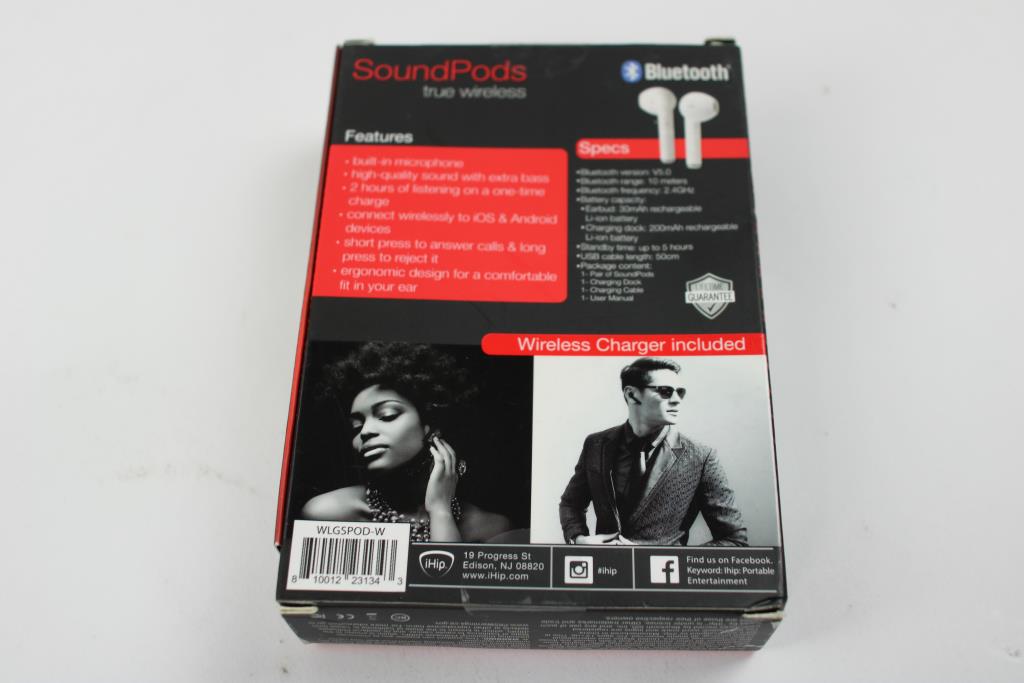 SoundPods
true wireless
Bluetooth®
Features
• built-in microphone
• high-quality sound with extra bass
• 2 hours of listening on a one-time
charge
• connect wirelessly to iOS & Android
devices
• short press to answer calls & long
press to reject it
• ergonomic design for a comfortable
fit in your ear
Specs
•Bluetooth version: V5.0
•Bluetooth range: 10 meters
•Bluetooth frequency: 2.4GHz
•Battery capacity:
•Earbud: 30mAh rechargeable
Li-ion battery
•Charging dock: 200mAh rechargeable
Li-ion battery
•Standby time: up to 5 hours
•USB cable length: 50cm
•Package content:
1- Pair of SoundPods
1- Charging Dock
1- Charging Cable
1- User Manual
LIFETIME
GUARANTEE
Wireless Charger included
WLGSPOD-W
8 10012 23134 3
iHip
19 Progress St
Edison, NJ 08820
www.iHip.com
#ihip
Find us on Facebook.
Keyword: Ihip: Portable
Entertainment